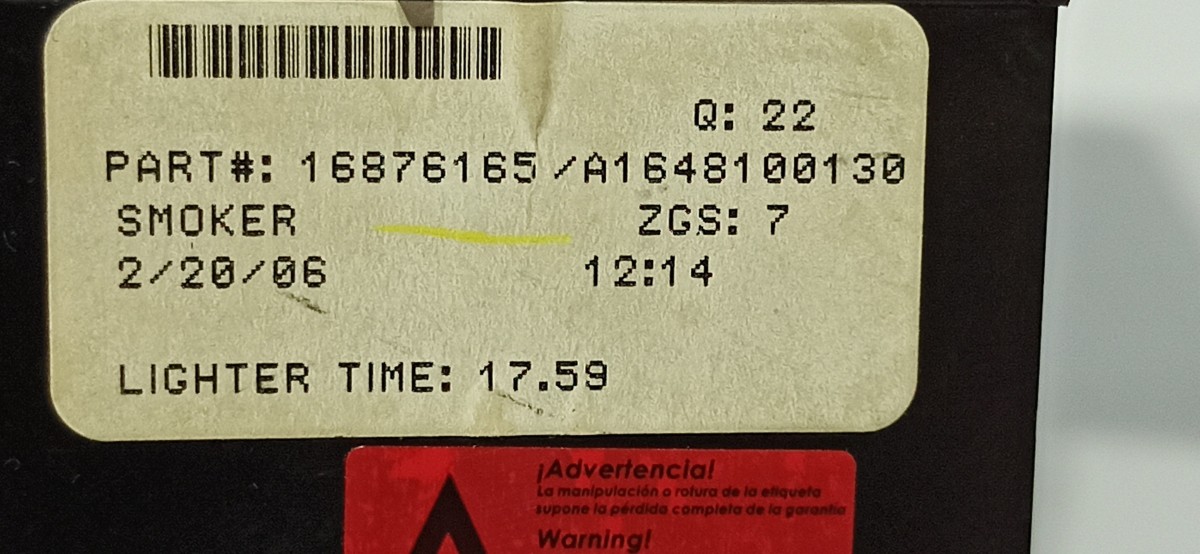 Q: 22
PART#: 16876165/A1648100130
SMOKER ZGS: 7
2/20/06 12:14
LIGHTER TIME: 17.59
¡Advertencia!
La manipulación o rotura de la etiqueta
supone la pérdida completa de la garantía
Warning!